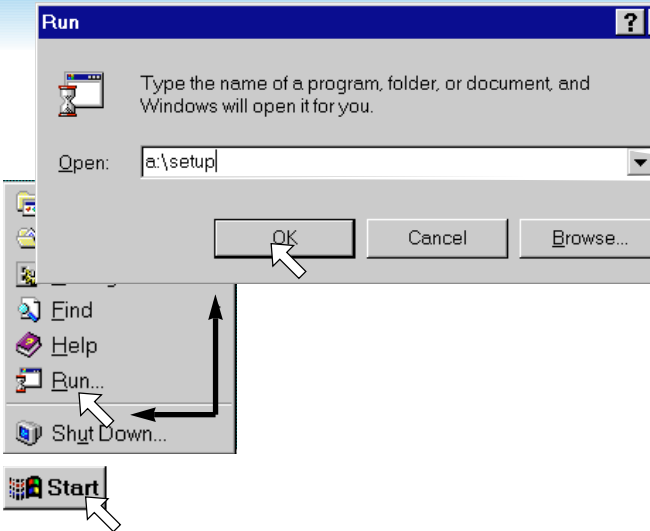 Run
?
Type the name of a program, folder, or document, and
Windows will open it for you.
Open:
a:\setup
OK
Cancel
Browse...
Find
Help
Run...
Shut Down...
Start